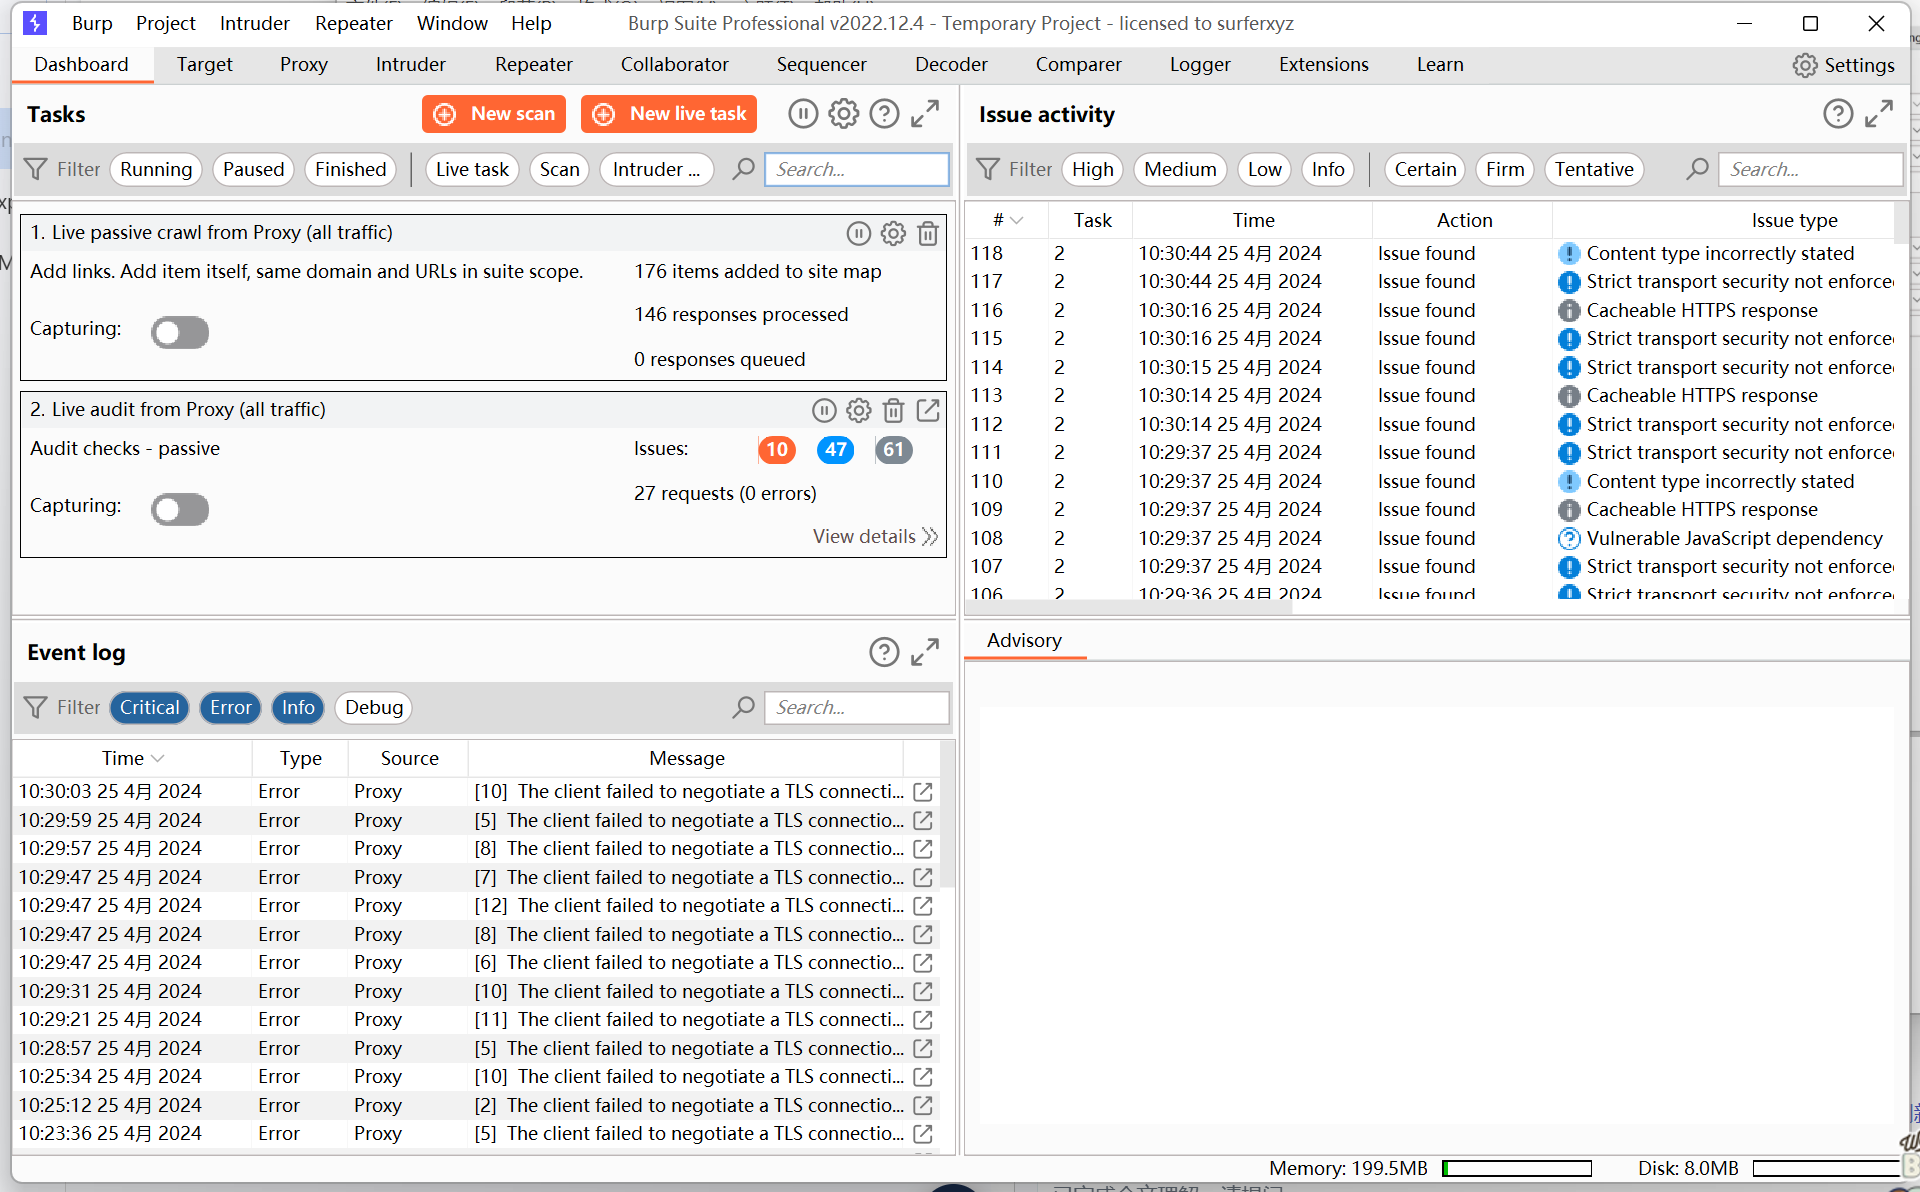 Burp Project Intruder Repeater Window Help Burp Suite Professional v2022.12.4 - Temporary Project - licensed to surferxyz
Dashboard Target Proxy Intruder Repeater Collaborator Sequencer Decoder Comparer Logger Extensions Learn Settings
Tasks New scan New live task
Filter Running Paused Finished Live task Scan Intruder ... Search...
1. Live passive crawl from Proxy (all traffic)
Add links. Add item itself, same domain and URLs in suite scope. 176 items added to site map
146 responses processed
Capturing:
0 responses queued
2. Live audit from Proxy (all traffic)
Audit checks - passive Issues: 10 47 61
27 requests (0 errors)
Capturing:
View details
Issue activity
Filter High Medium Low Info Certain Firm Tentative Search...
# Task Time Action Issue type
118 2 10:30:44 25 4月 2024 Issue found Content type incorrectly stated
117 2 10:30:44 25 4月 2024 Issue found Strict transport security not enforce
116 2 10:30:16 25 4月 2024 Issue found Cacheable HTTPS response
115 2 10:30:16 25 4月 2024 Issue found Strict transport security not enforce
114 2 10:30:15 25 4月 2024 Issue found Strict transport security not enforce
113 2 10:30:14 25 4月 2024 Issue found Cacheable HTTPS response
112 2 10:30:14 25 4月 2024 Issue found Strict transport security not enforce
111 2 10:29:37 25 4月 2024 Issue found Strict transport security not enforce
110 2 10:29:37 25 4月 2024 Issue found Content type incorrectly stated
109 2 10:29:37 25 4月 2024 Issue found Cacheable HTTPS response
108 2 10:29:37 25 4月 2024 Issue found Vulnerable JavaScript dependency
107 2 10:29:37 25 4月 2024 Issue found Strict transport security not enforce
106 2 10:29:36 25 4月 2024 Issue found Strict transport security not enforce
Event log
Filter Critical Error Info Debug Search...
Time Type Source Message
10:30:03 25 4月 2024 Error Proxy [10] The client failed to negotiate a TLS connecti...
10:29:59 25 4月 2024 Error Proxy [5] The client failed to negotiate a TLS connectio...
10:29:57 25 4月 2024 Error Proxy [8] The client failed to negotiate a TLS connectio...
10:29:47 25 4月 2024 Error Proxy [7] The client failed to negotiate a TLS connectio...
10:29:47 25 4月 2024 Error Proxy [12] The client failed to negotiate a TLS connecti...
10:29:47 25 4月 2024 Error Proxy [8] The client failed to negotiate a TLS connectio...
10:29:47 25 4月 2024 Error Proxy [6] The client failed to negotiate a TLS connectio...
10:29:31 25 4月 2024 Error Proxy [10] The client failed to negotiate a TLS connecti...
10:29:21 25 4月 2024 Error Proxy [11] The client failed to negotiate a TLS connecti...
10:28:57 25 4月 2024 Error Proxy [5] The client failed to negotiate a TLS connectio...
10:25:34 25 4月 2024 Error Proxy [10] The client failed to negotiate a TLS connecti...
10:25:12 25 4月 2024 Error Proxy [2] The client failed to negotiate a TLS connectio...
10:23:36 25 4月 2024 Error Proxy [5] The client failed to negotiate a TLS connectio...
Advisory
Memory: 199.5MB Disk: 8.0MB